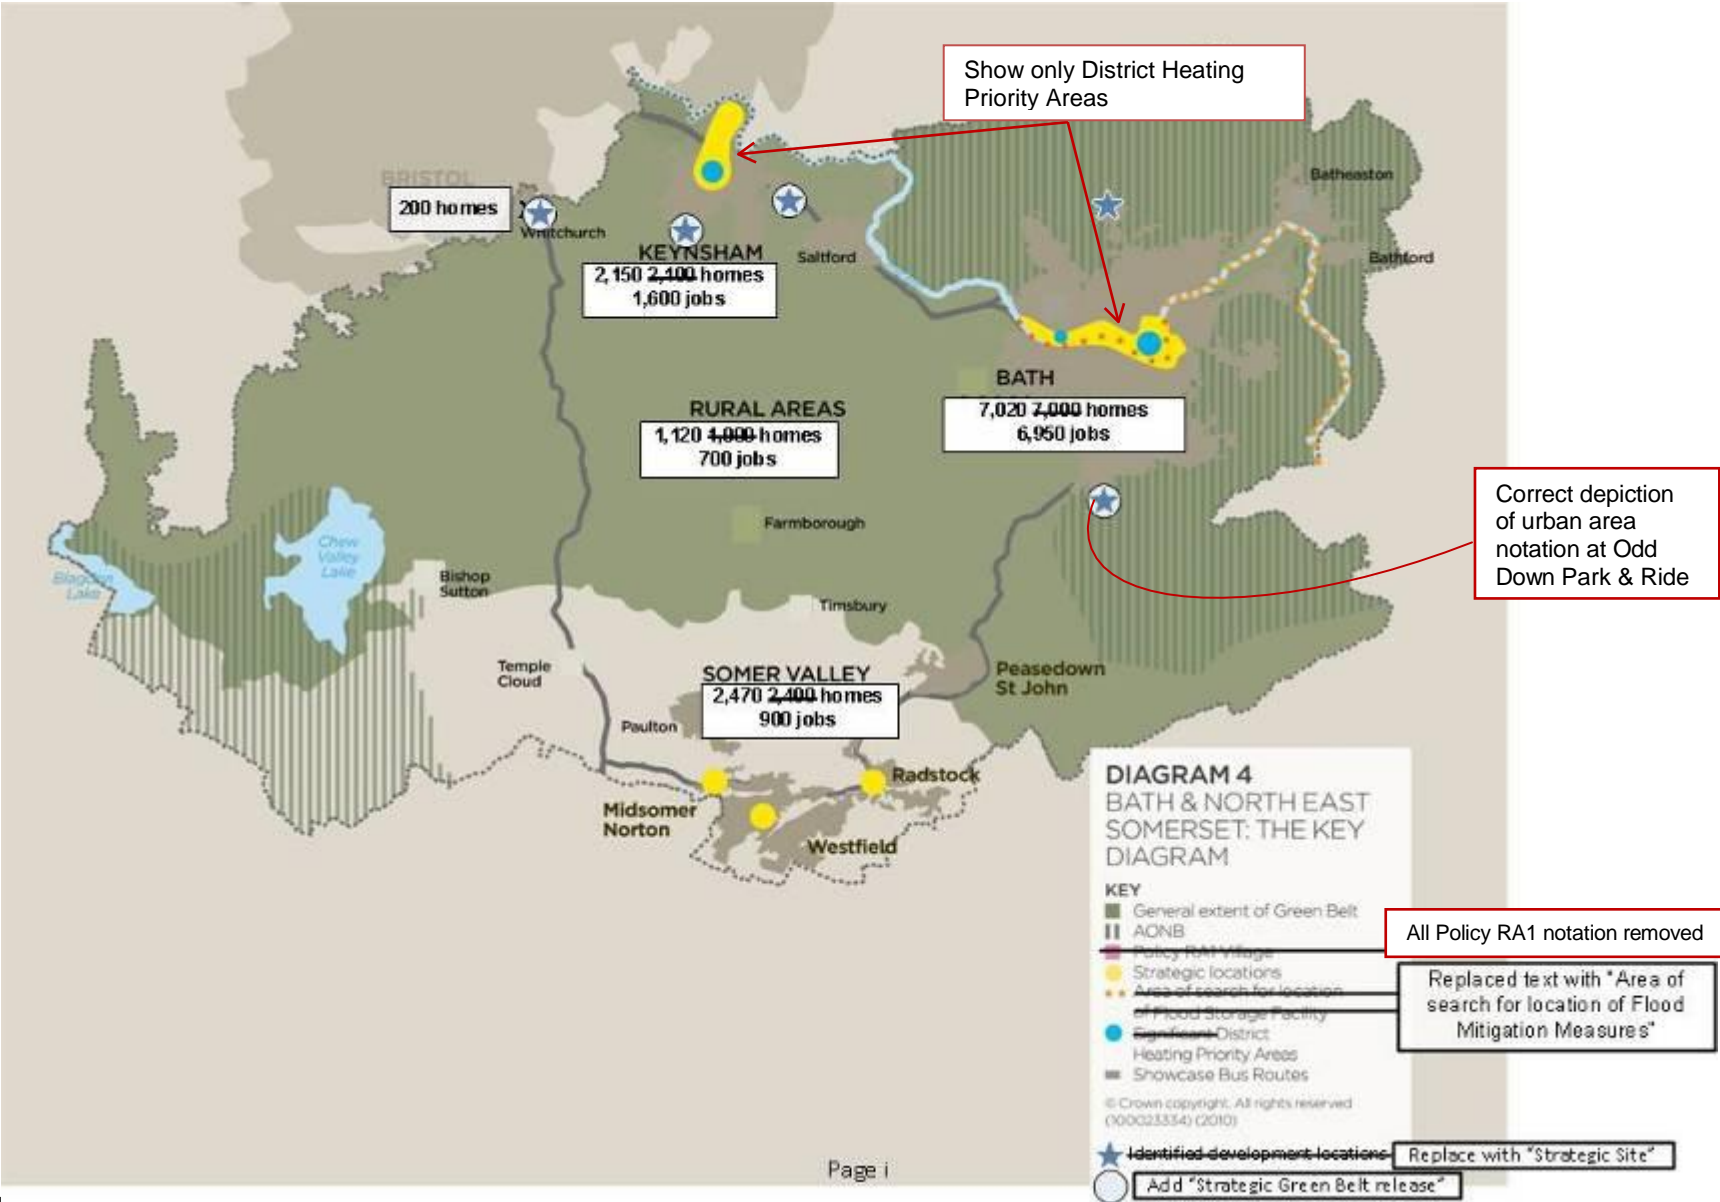 Show only District Heating
Priority Areas
BRISTOL
200 homes
Whitchurch
KEYNSHAM
2,150 2,100 homes
1,600 jobs
Saltford
Batheaston
Bathford
BATH
7,020 7,000 homes
6,950 jobs
RURAL AREAS
1,120 1,000 homes
700 jobs
Correct depiction
of urban area
notation at Odd
Down Park & Ride
Farmborough
Chew
Valley
Lake
Blagdon
Lake
Bishop
Sutton
Timsbury
Temple
Cloud
SOMER VALLEY
2,470 2,400 homes
900 jobs
Peasedown
St John
Paulton
Radstock
Midsomer
Norton
Westfield
DIAGRAM 4
BATH & NORTH EAST
SOMERSET: THE KEY
DIAGRAM
KEY
General extent of Green Belt
AONB
Policy RA1 Village
All Policy RA1 notation removed
Strategic locations
Area of search for location
of Flood Storage Facility
Replaced text with "Area of
search for location of Flood
Mitigation Measures"
Significant District
Heating Priority Areas
Showcase Bus Routes
© Crown copyright. All rights reserved
(100023334) (2010)
Identified development locations Replace with "Strategic Site"
Add "Strategic Green Belt release"
Page i